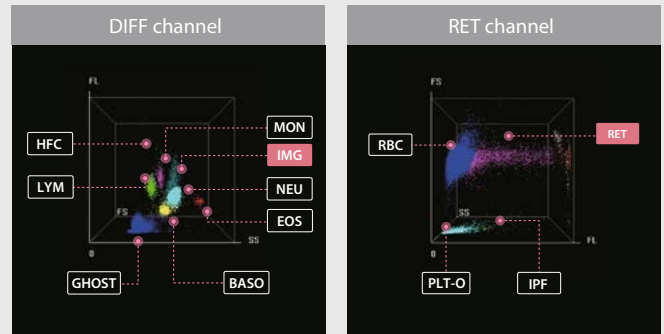 DIFF channel
FL
HFC
MON
IMG
LYM
NEU
FS
EOS
SS
0
GHOST
BASO
RET channel
FS
RET
RBC
SS
FL
0
PLT-O
IPF